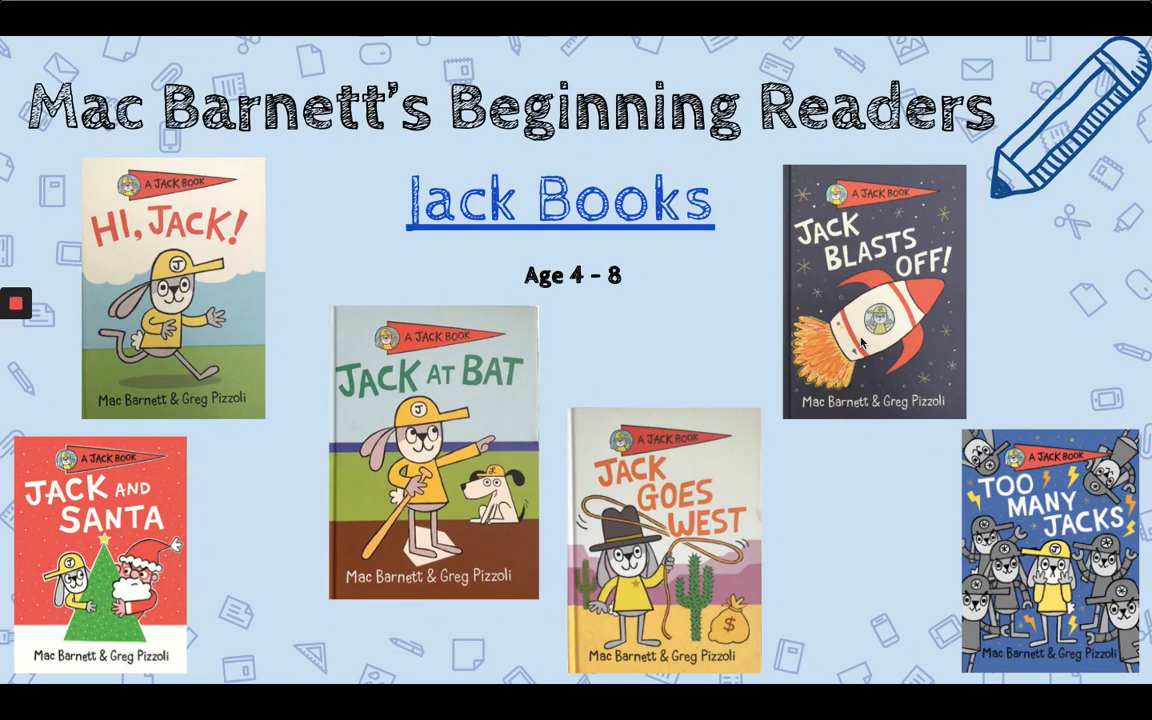 Mac Barnett's Beginning Readers
Jack Books
Age 4 - 8
A JACK BOOK
HI, JACK!
J
Mac Barnett & Greg Pizzoli
A JACK BOOK
JACK AT BAT
J
Mac Barnett & Greg Pizzoli
A JACK BOOK
JACK
BLASTS
OFF!
Mac Barnett & Greg Pizzoli
A JACK BOOK
JACK AND
SANTA
J
Mac Barnett & Greg Pizzoli
A JACK BOOK
JACK
GOES
WEST
$
Mac Barnett & Greg Pizzoli
A JACK BOOK
TOO
MANY
JACKS
J
Mac Barnett & Greg Pizzoli